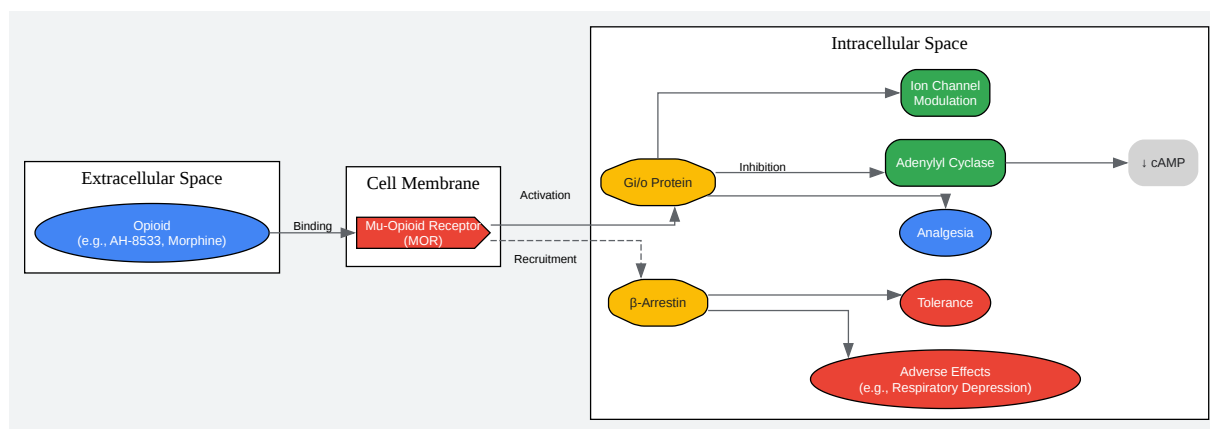 Extracellular Space
Opioid
(e.g., AH-8533, Morphine)
Binding
Cell Membrane
Mu-Opioid Receptor
(MOR)
Activation
Recruitment
Intracellular Space
Ion Channel
Modulation
Gi/o Protein
Inhibition
Adenylyl Cyclase
↓ cAMP
Analgesia
β-Arrestin
Tolerance
Adverse Effects
(e.g., Respiratory Depression)